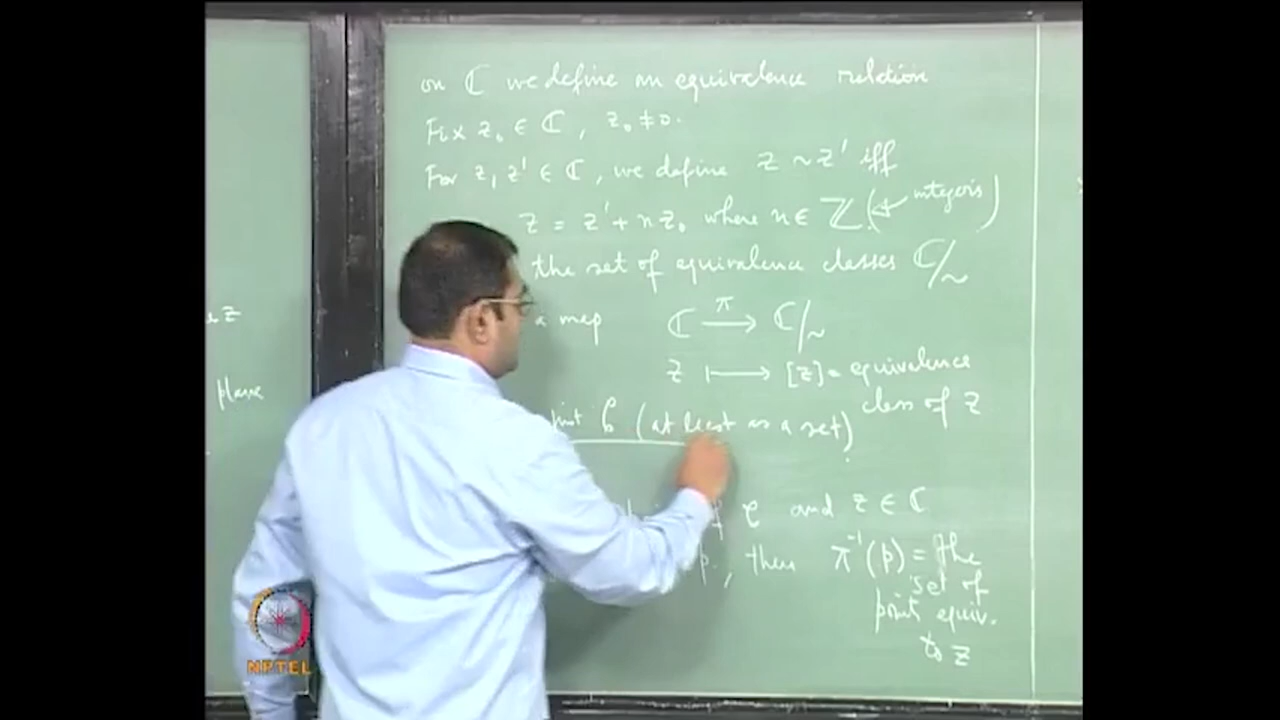 z
plane
on ℂ we define an equivalence relation
Fix z₀ ∈ ℂ, z₀ ≠ 0.
For z, z' ∈ ℂ, we define z ~ z' iff
z = z' + n z₀ where n ∈ ℤ (← integers)
the set of equivalence classes ℂ/~
a map ℂ →π ℂ/~
z ↦ [z] = equivalence
class of z
(at least as a set).
and z ∈ ℂ
p, then π⁻¹(p) = the
set of
point equiv.
to z
NPTEL